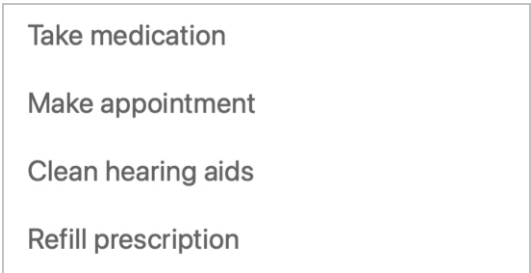 Take medication
Make appointment
Clean hearing aids
Refill prescription